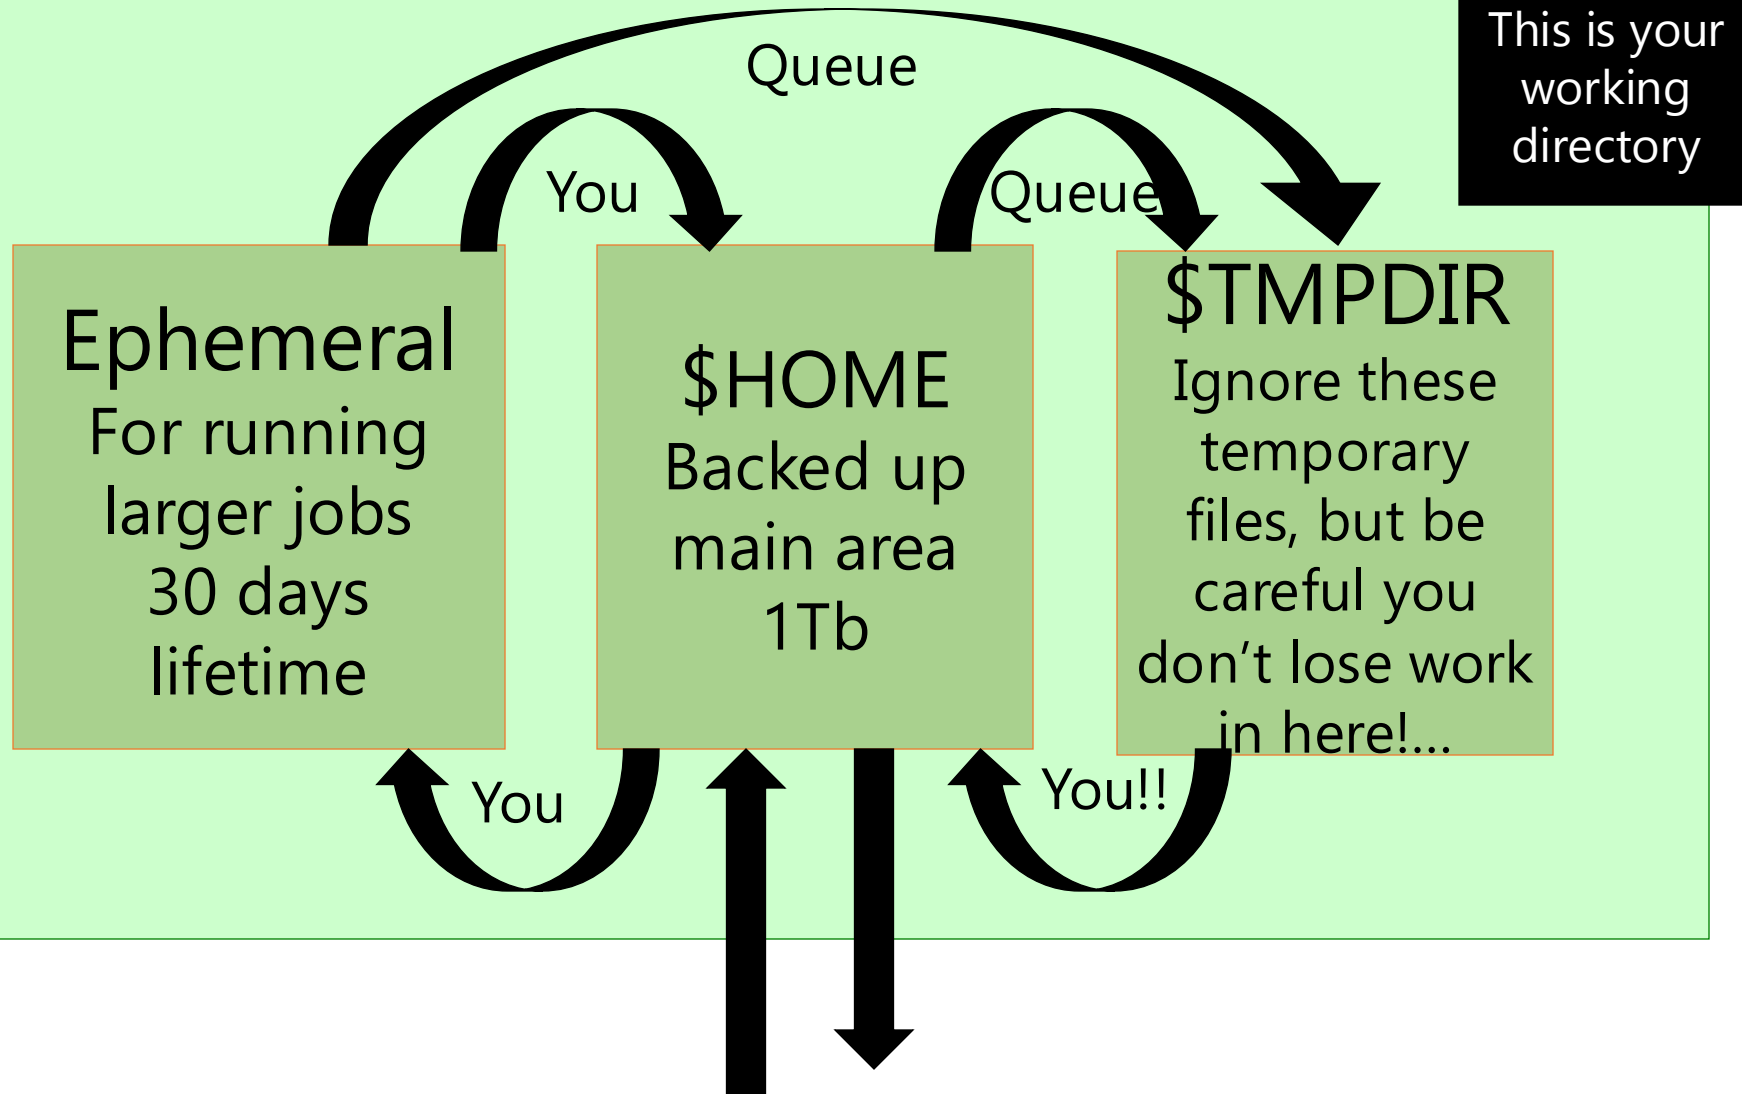 This is your
working
directory
Queue
You
Queue
Ephemeral
For running
larger jobs
30 days
lifetime
$HOME
Backed up
main area
1Tb
$TMPDIR
Ignore these
temporary
files, but be
careful you
don’t lose work
in here!...
You
You!!